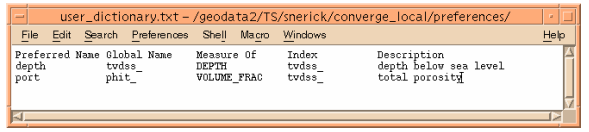 user_dictionary.txt - /geodata2/TS/snerick/converge_local/preferences/
File Edit Search Preferences Shell Macro Windows Help
Preferred Name Global Name Measure Of Index Description
depth tvdss_ DEPTH tvdss_ depth below sea level
port phit_ VOLUME_FRAC tvdss_ total porosity